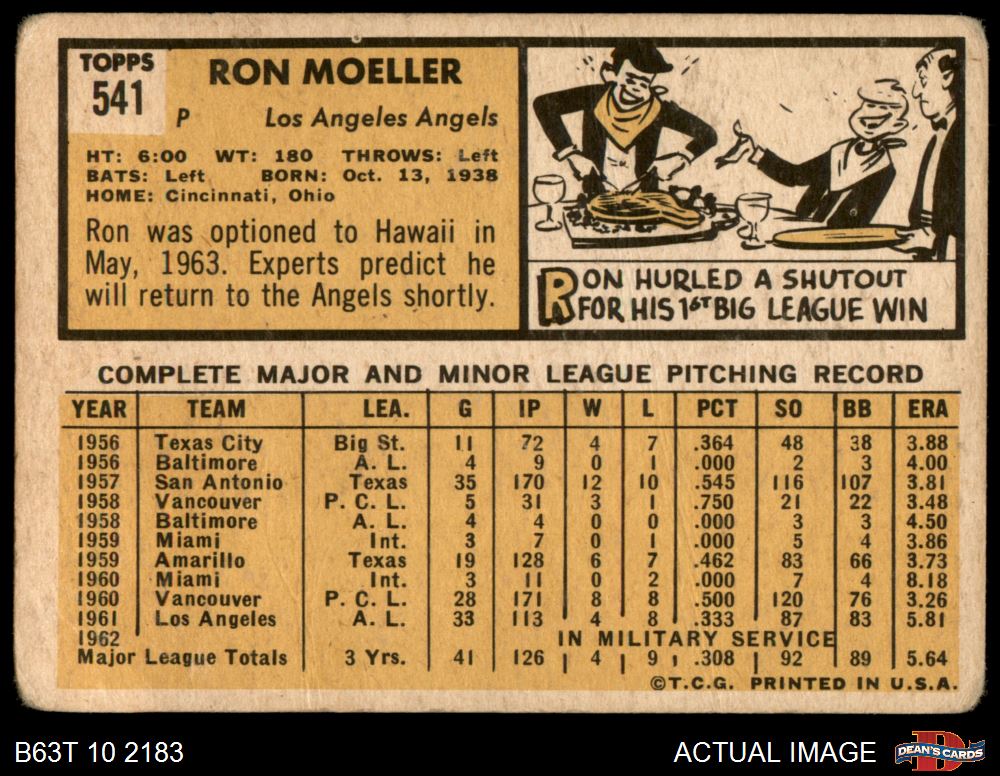 TOPPS
541
RON MOELLER
P Los Angeles Angels
HT: 6:00 WT: 180 THROWS: Left
BATS: Left BORN: Oct. 13, 1938
HOME: Cincinnati, Ohio
Ron was optioned to Hawaii in
May, 1963. Experts predict he
will return to the Angels shortly.
RON HURLED A SHUTOUT
FOR HIS 1ST BIG LEAGUE WIN
COMPLETE MAJOR AND MINOR LEAGUE PITCHING RECORD
YEAR TEAM LEA. G IP W L PCT SO BB ERA
1956 Texas City Big St. 11 72 4 7 .364 48 38 3.88
1956 Baltimore A. L. 4 9 0 1 .000 2 3 4.00
1957 San Antonio Texas 35 170 12 10 .545 116 107 3.81
1958 Vancouver P. C. L. 5 31 3 1 .750 21 22 3.48
1958 Baltimore A. L. 4 4 0 0 .000 3 3 4.50
1959 Miami Int. 3 7 0 1 .000 5 4 3.86
1959 Amarillo Texas 19 128 6 7 .462 83 66 3.73
1960 Miami Int. 3 11 0 2 .000 7 4 8.18
1960 Vancouver P. C. L. 28 171 8 8 .500 120 76 3.26
1961 Los Angeles A. L. 33 113 4 8 .333 87 83 5.81
1962 IN MILITARY SERVICE
Major League Totals 3 Yrs. 41 126 4 9 .308 92 89 5.64
©T.C.G. PRINTED IN U.S.A.
B63T 10 2183
ACTUAL IMAGE
D
DEAN'S CARDS